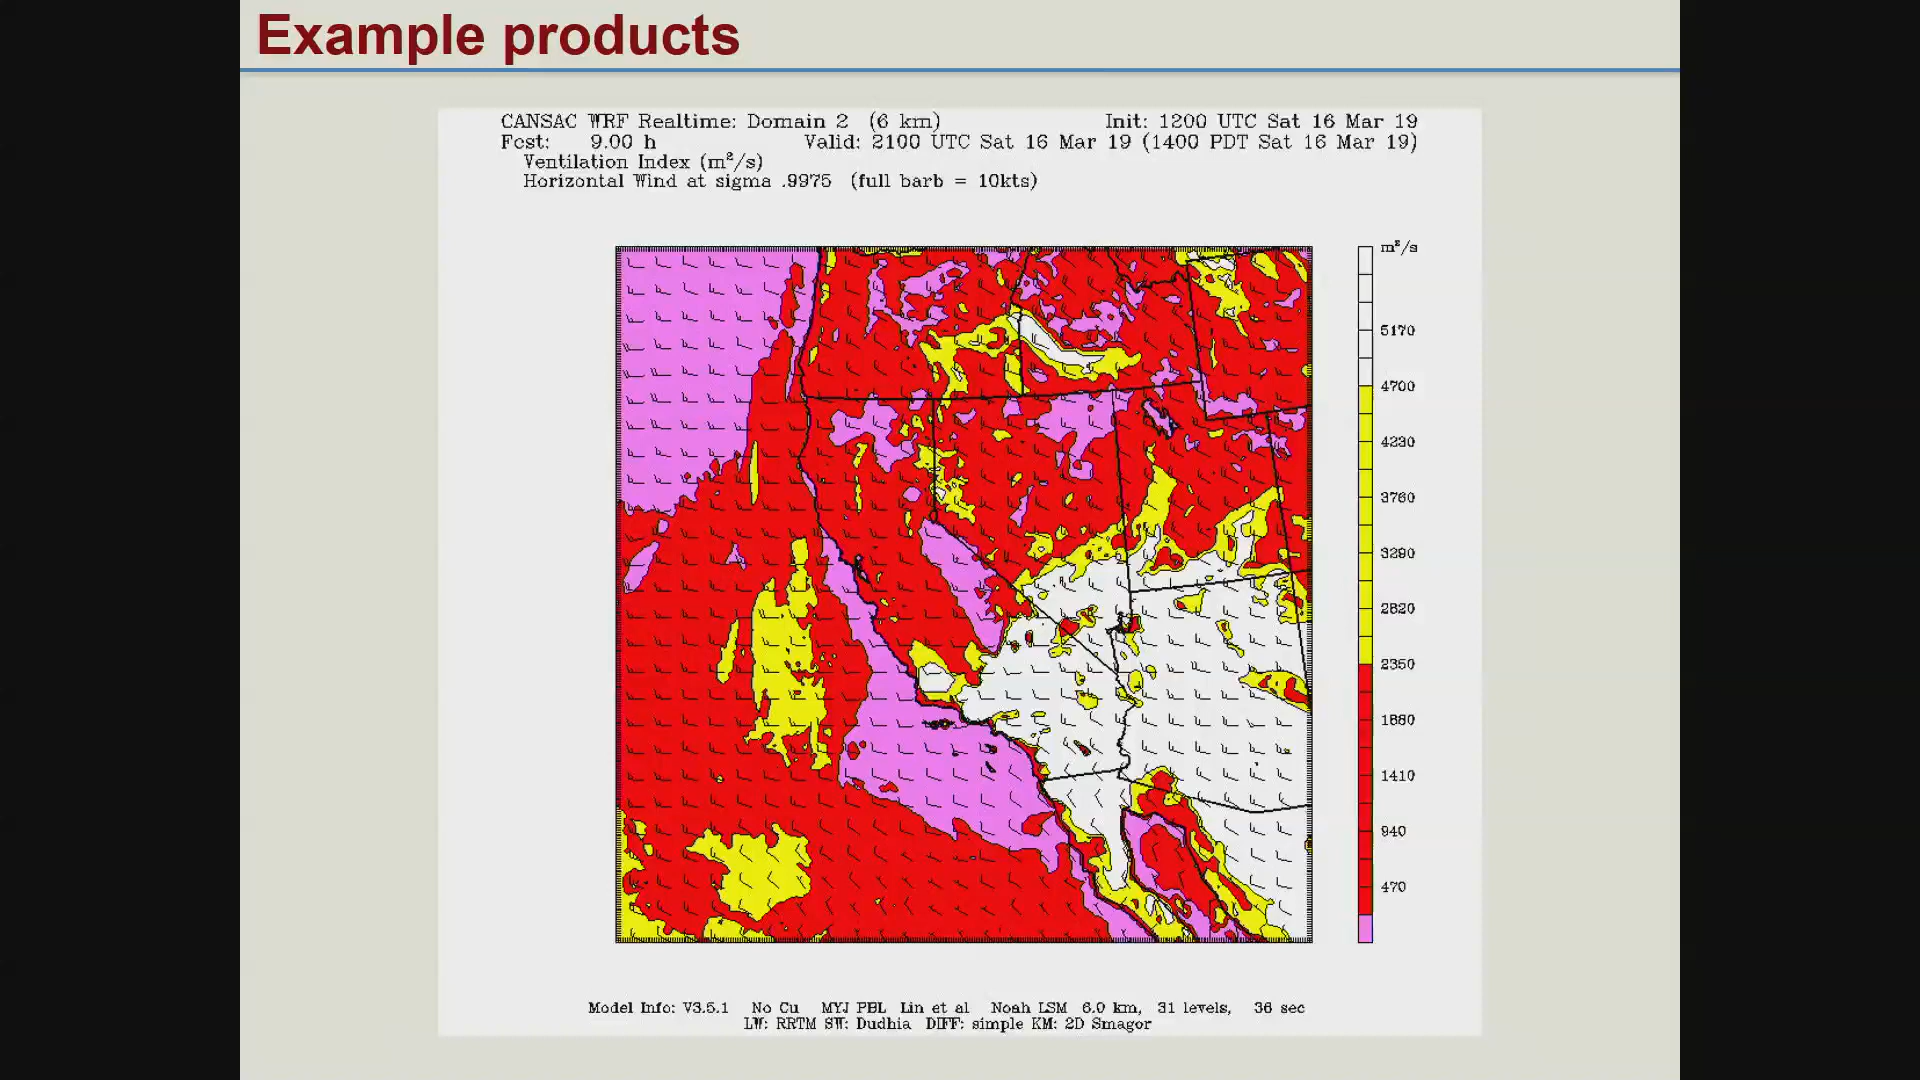 Example products
CANSAC WRF Realtime: Domain 2 (6 km) Init: 1200 UTC Sat 16 Mar 19
Fcst: 9.00 h Valid: 2100 UTC Sat 16 Mar 19 (1400 PDT Sat 16 Mar 19)
Ventilation Index (m²/s)
Horizontal Wind at sigma .9975 (full barb = 10kts)
m²/s
5170
4700
4230
3760
3290
2820
2350
1880
1410
940
470
Model Info: V3.5.1 No Cu MYJ PBL Lin et al Noah LSM 6.0 km, 31 levels, 36 sec
LW: RRTM SW: Dudhia DIFF: simple KM: 2D Smagor